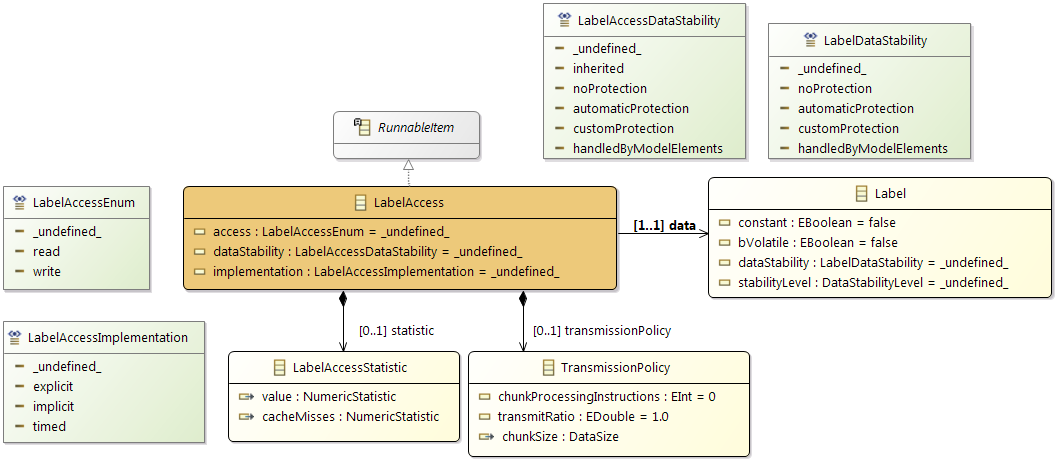 LabelAccessDataStability
_undefined_
inherited
noProtection
automaticProtection
customProtection
handledByModelElements
LabelDataStability
_undefined_
noProtection
automaticProtection
customProtection
handledByModelElements
RunnableItem
LabelAccessEnum
_undefined_
read
write
LabelAccess
access : LabelAccessEnum = _undefined_
dataStability : LabelAccessDataStability = _undefined_
implementation : LabelAccessImplementation = _undefined_
[1..1] data
Label
constant : EBoolean = false
bVolatile : EBoolean = false
dataStability : LabelDataStability = _undefined_
stabilityLevel : DataStabilityLevel = _undefined_
LabelAccessImplementation
_undefined_
explicit
implicit
timed
[0..1] statistic
[0..1] transmissionPolicy
LabelAccessStatistic
value : NumericStatistic
cacheMisses : NumericStatistic
TransmissionPolicy
chunkProcessingInstructions : EInt = 0
transmitRatio : EDouble = 1.0
chunkSize : DataSize